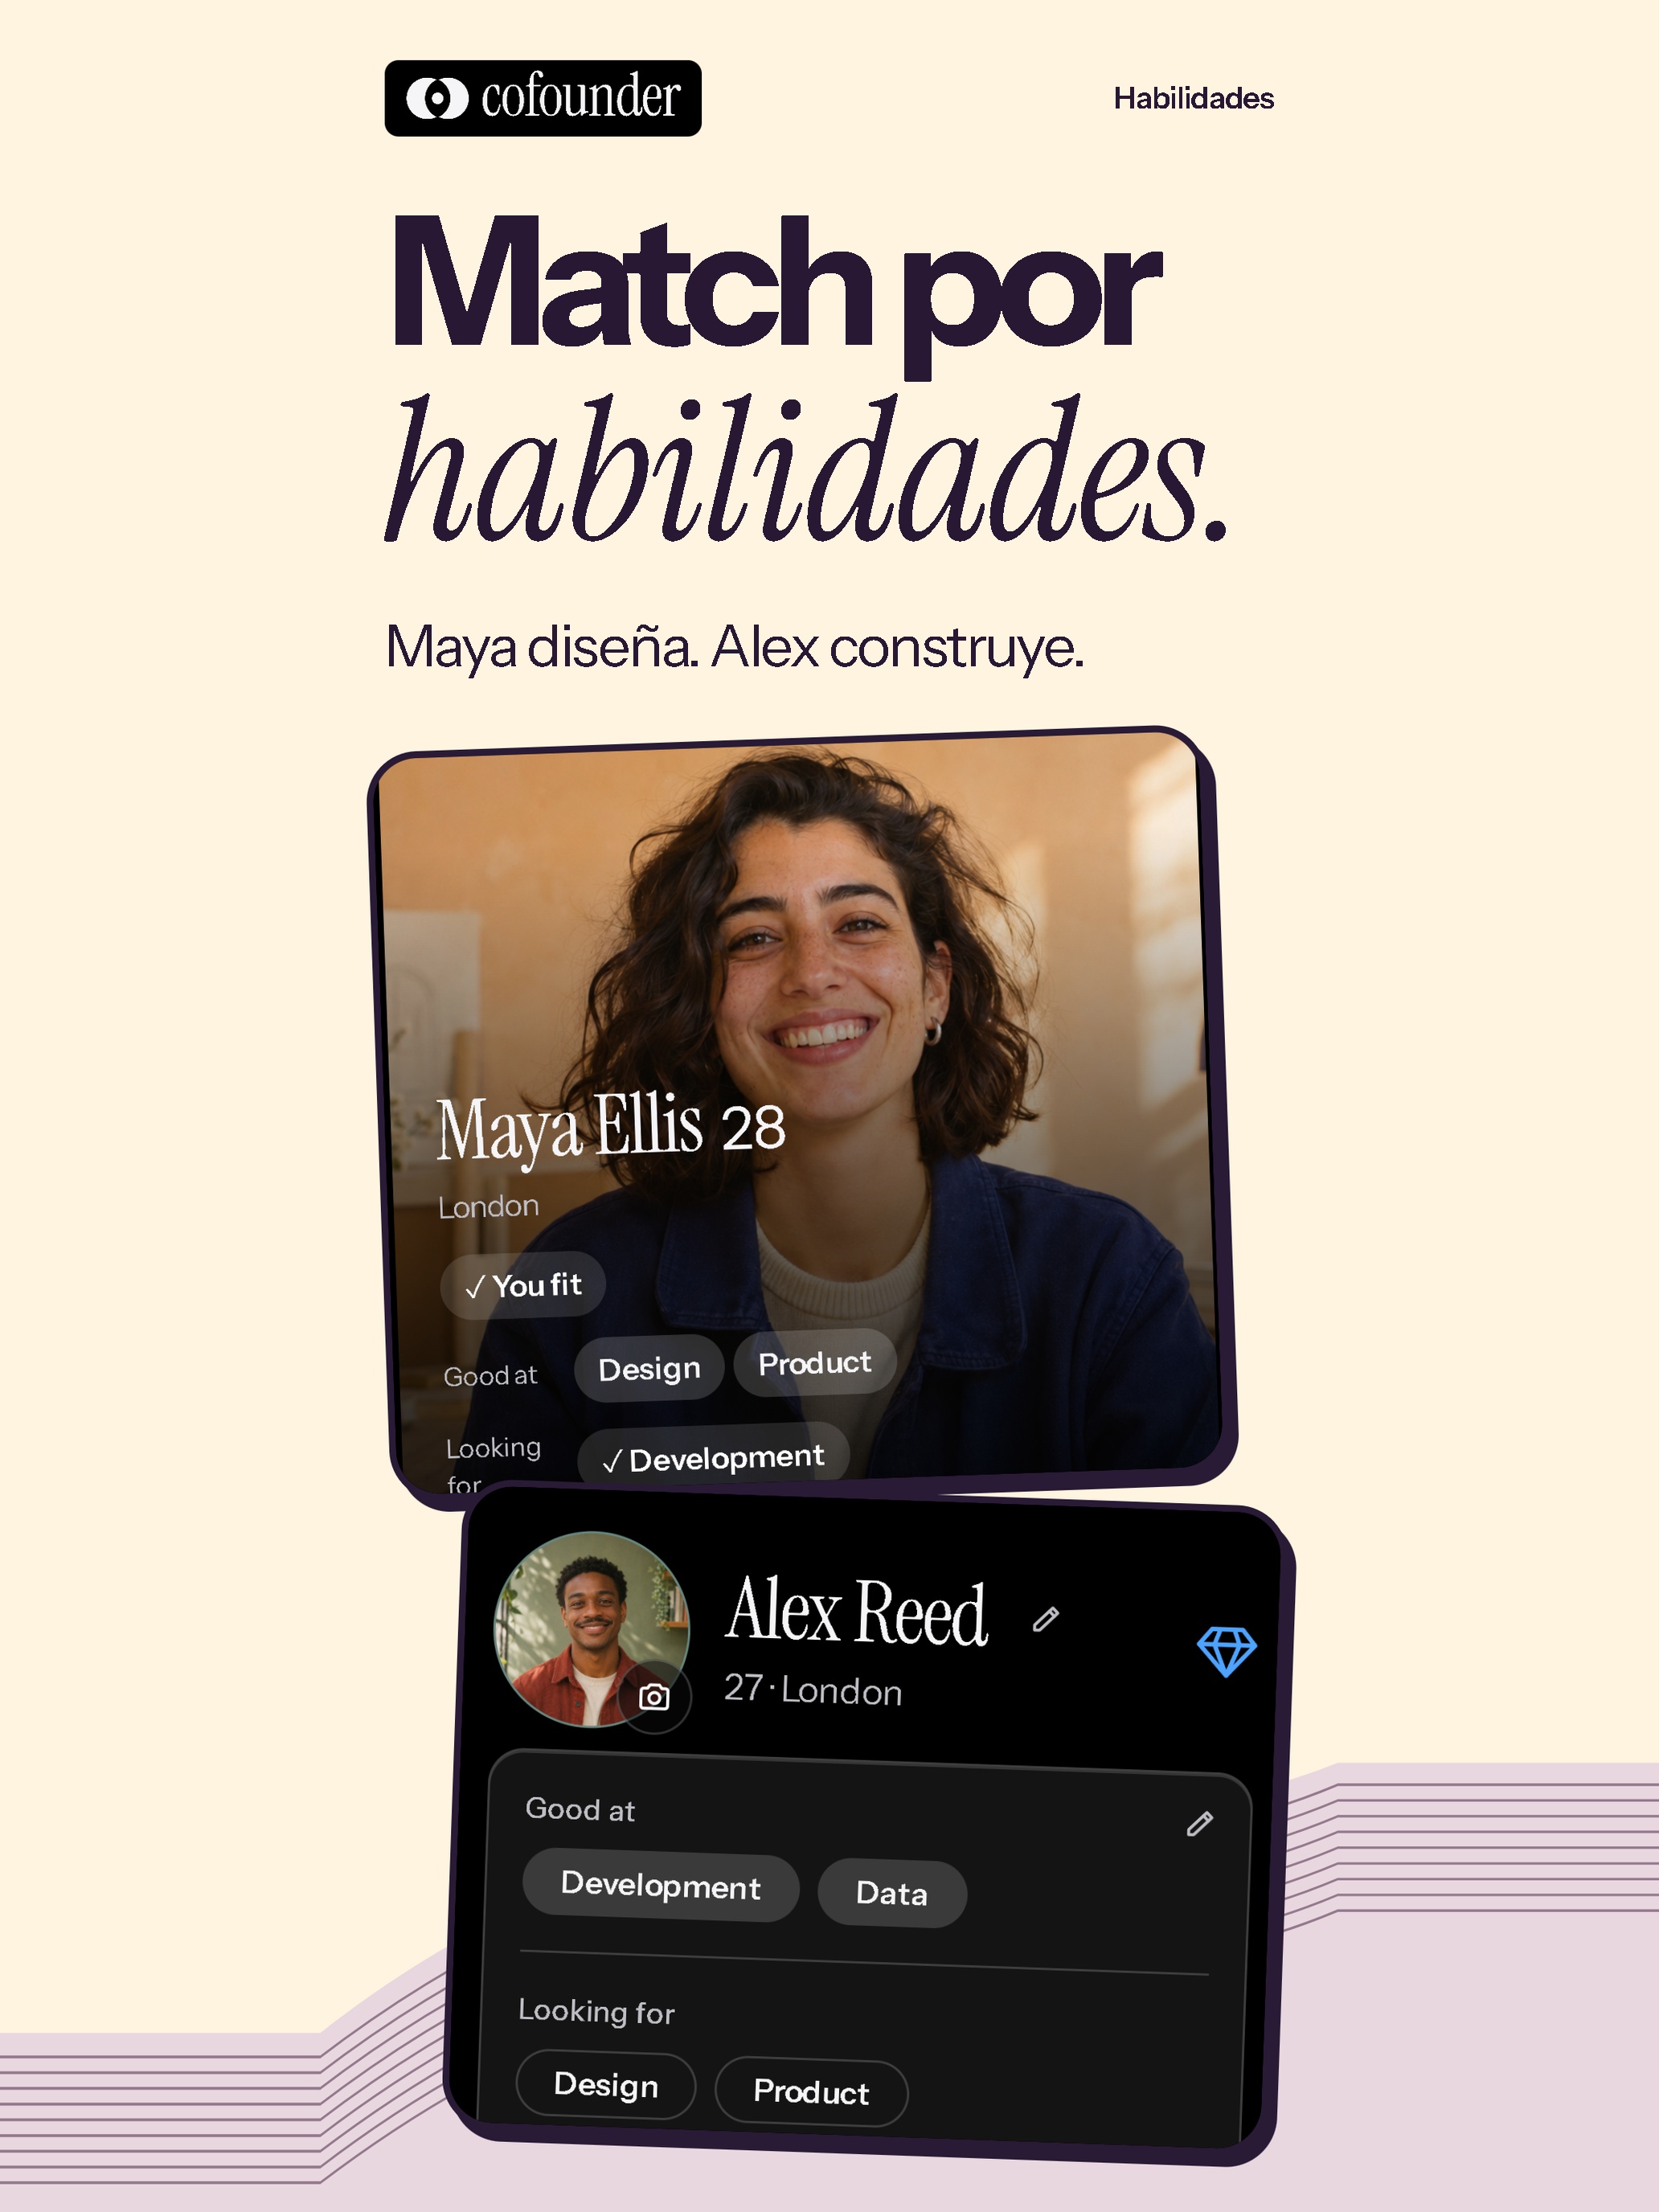 cofounder
Habilidades
Match por
habilidades.
Maya diseña. Alex construye.
Maya Ellis 28
London
✓ You fit
Good at Design Product
Looking for ✓ Development
Alex Reed
27 · London
Good at
Development Data
Looking for
Design Product